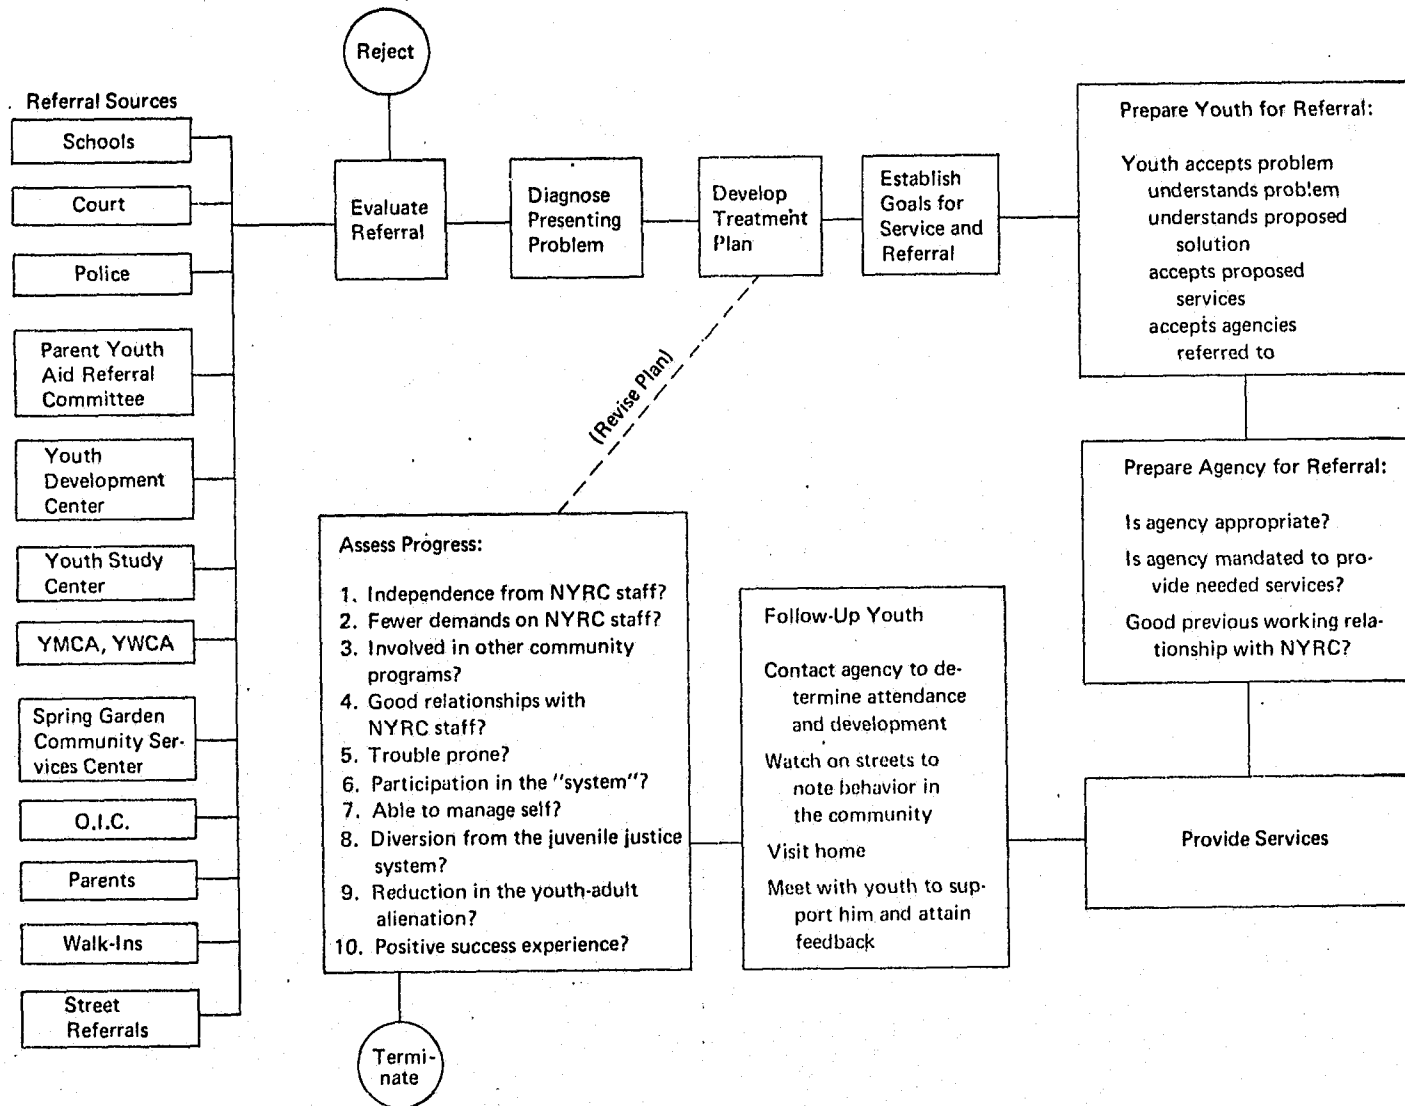 Reject
Referral Sources
Schools
Court
Police
Parent Youth
Aid Referral
Committee
Youth
Development
Center
Youth Study
Center
YMCA, YWCA
Spring Garden
Community Ser-
vices Center
O.I.C.
Parents
Walk-Ins
Street
Referrals
Evaluate
Referral
Diagnose
Presenting
Problem
Develop
Treatment
Plan
Establish
Goals for
Service and
Referral
Prepare Youth for Referral:
Youth accepts problem
understands problem
understands proposed
solution
accepts proposed
services
accepts agencies
referred to
(Revise Plan)
Prepare Agency for Referral:
Is agency appropriate?
Is agency mandated to pro-
vide needed services?
Good previous working rela-
tionship with NYRC?
Provide Services
Follow-Up Youth
Contact agency to de-
termine attendance
and development
Watch on streets to
note behavior in
the community
Visit home
Meet with youth to sup-
port him and attain
feedback
Assess Progress:
1. Independence from NYRC staff?
2. Fewer demands on NYRC staff?
3. Involved in other community
programs?
4. Good relationships with
NYRC staff?
5. Trouble prone?
6. Participation in the "system"?
7. Able to manage self?
8. Diversion from the juvenile justice
system?
9. Reduction in the youth-adult
alienation?
10. Positive success experience?
Termi-
nate